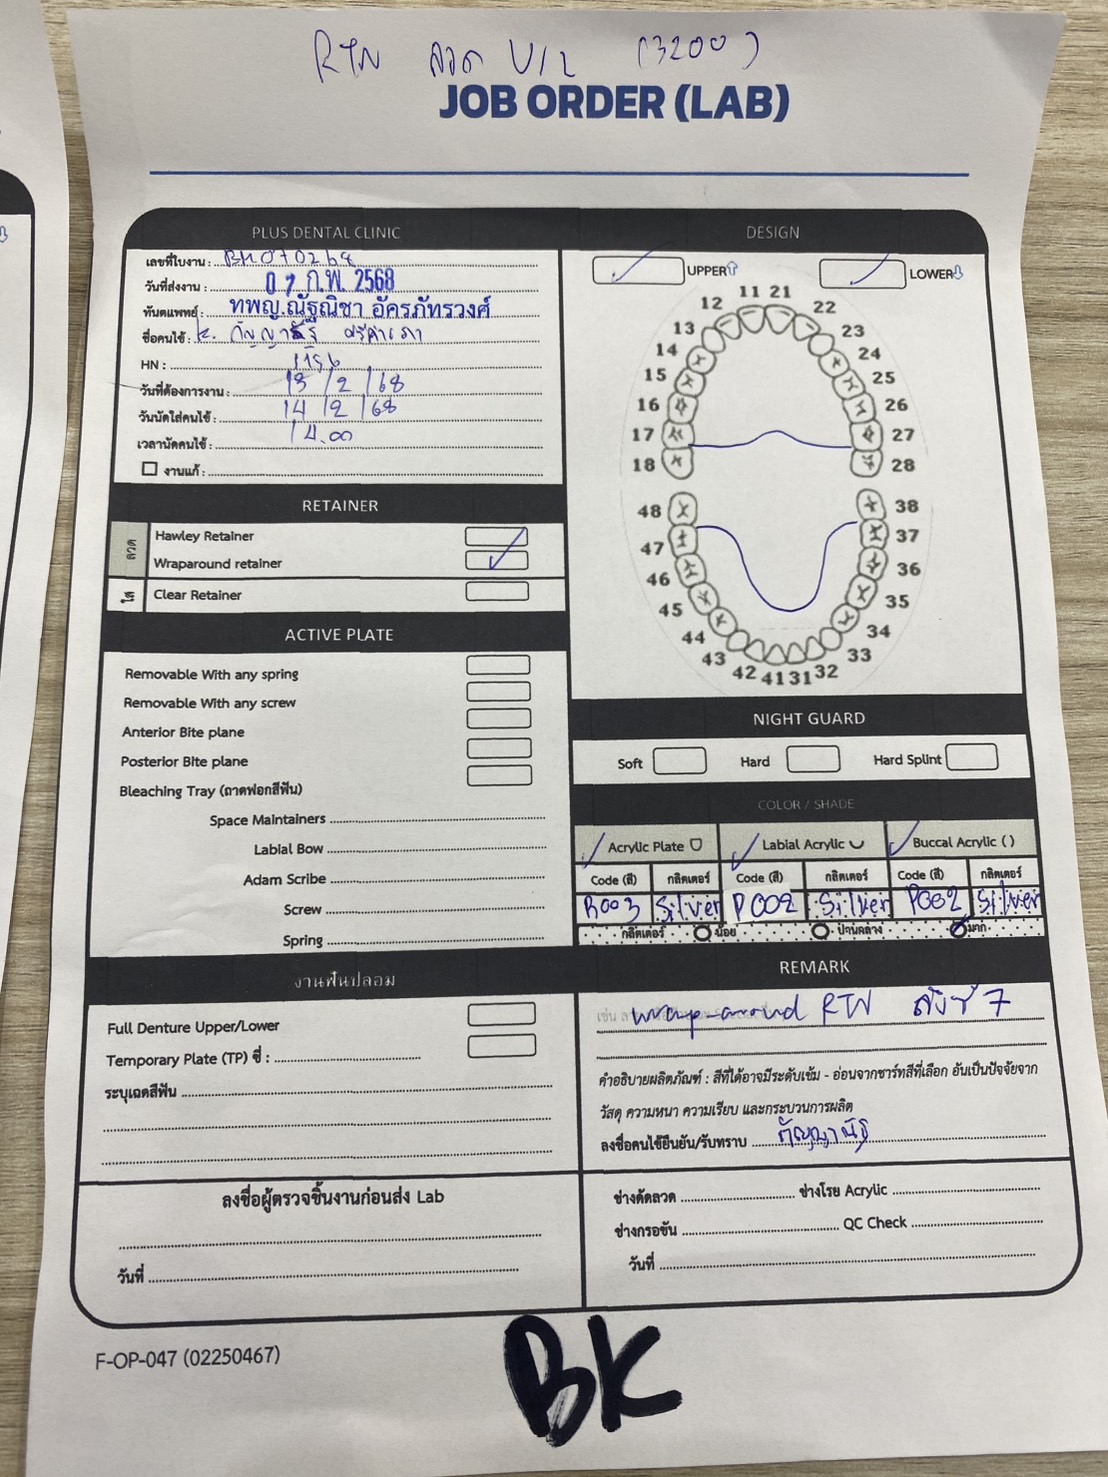 RTN ลวด U/L (3200)
JOB ORDER (LAB)
PLUS DENTAL CLINIC
เลขที่ใบงาน : BK070268
วันที่ส่งงาน : 07 ก.พ. 2568
ทันตแพทย์ : ทพญ.ณัฐณิชา อัครภัทรวงศ์
ชื่อคนไข้ : k. กัญญาณัฐ
HN : 1196
วันที่ต้องการงาน : 13 /2 /68
วันนัดใส่คนไข้ : 14 /2 /68
เวลานัดคนไข้ : 14.00
งานแก้ :
DESIGN
UPPER
LOWER
11 21
12 22
13 23
14 24
15 25
16 26
17 27
18 28
48 38
47 37
46 36
45 35
44 34
43 33
42 41 31 32
RETAINER
ลวด
Hawley Retainer
Wraparound retainer
ใส
Clear Retainer
ACTIVE PLATE
Removable With any spring
Removable With any screw
Anterior Bite plane
Posterior Bite plane
Bleaching Tray (ถาดฟอกสีฟัน)
Space Maintainers
Labial Bow
Adam Scribe
Screw
Spring
NIGHT GUARD
Soft Hard Hard Splint
COLOR / SHADE
Acrylic Plate Labial Acrylic Buccal Acrylic ( )
Code (สี) กลิตเตอร์ Code (สี) กลิตเตอร์ Code (สี) กลิตเตอร์
R003 Silver P002 Silver P002 Silver
กลิตเตอร์ น้อย ปานกลาง มาก
งานฟันปลอม
Full Denture Upper/Lower
Temporary Plate (TP) ซี่ :
ระบุเฉดสีฟัน
REMARK
wrap-around RTN ถึงซี่ 7
คำอธิบายผลิตภัณฑ์ : สีที่ได้อาจมีระดับเข้ม - อ่อนจากชาร์ทสีที่เลือก อันเป็นปัจจัยจาก
วัสดุ ความหนา ความเรียบ และกระบวนการผลิต
ลงชื่อคนไข้ยืนยัน/รับทราบ กัญญาณัฐ
ลงชื่อผู้ตรวจชิ้นงานก่อนส่ง Lab
วันที่
ช่างดัดลวด ช่างโรย Acrylic
ช่างกรอขัน QC Check
วันที่
F-OP-047 (02250467)
BK